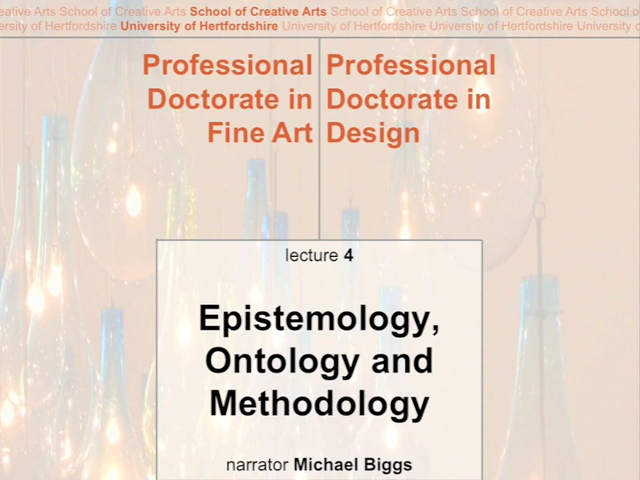 eative Arts School of Creative Arts School of Creative Arts School of Creative Arts School of Creative Arts School o
ersity of Hertfordshire University of Hertfordshire University of Hertfordshire University of Hertfordshire University o
Professional Doctorate in Fine Art
Professional Doctorate in Design
lecture 4
Epistemology,
Ontology and
Methodology
narrator Michael Biggs